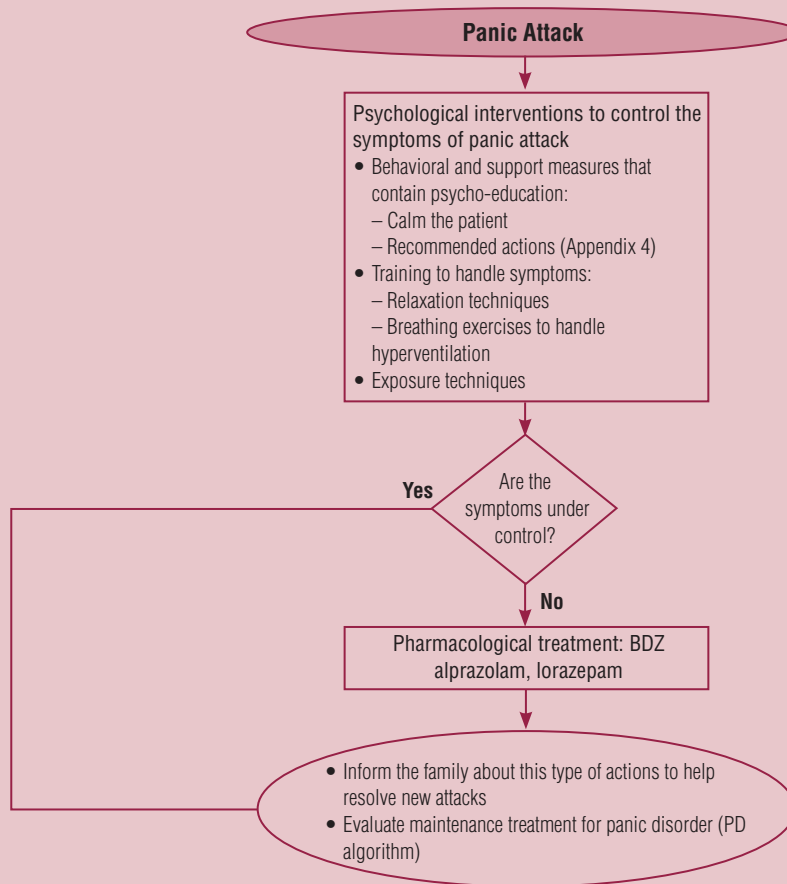 Panic Attack
Psychological interventions to control the
symptoms of panic attack
• Behavioral and support measures that
contain psycho-education:
– Calm the patient
– Recommended actions (Appendix 4)
• Training to handle symptoms:
– Relaxation techniques
– Breathing exercises to handle
hyperventilation
• Exposure techniques
Are the
symptoms under
control?
Yes
No
Pharmacological treatment: BDZ
alprazolam, lorazepam
• Inform the family about this type of actions to help
resolve new attacks
• Evaluate maintenance treatment for panic disorder (PD
algorithm)